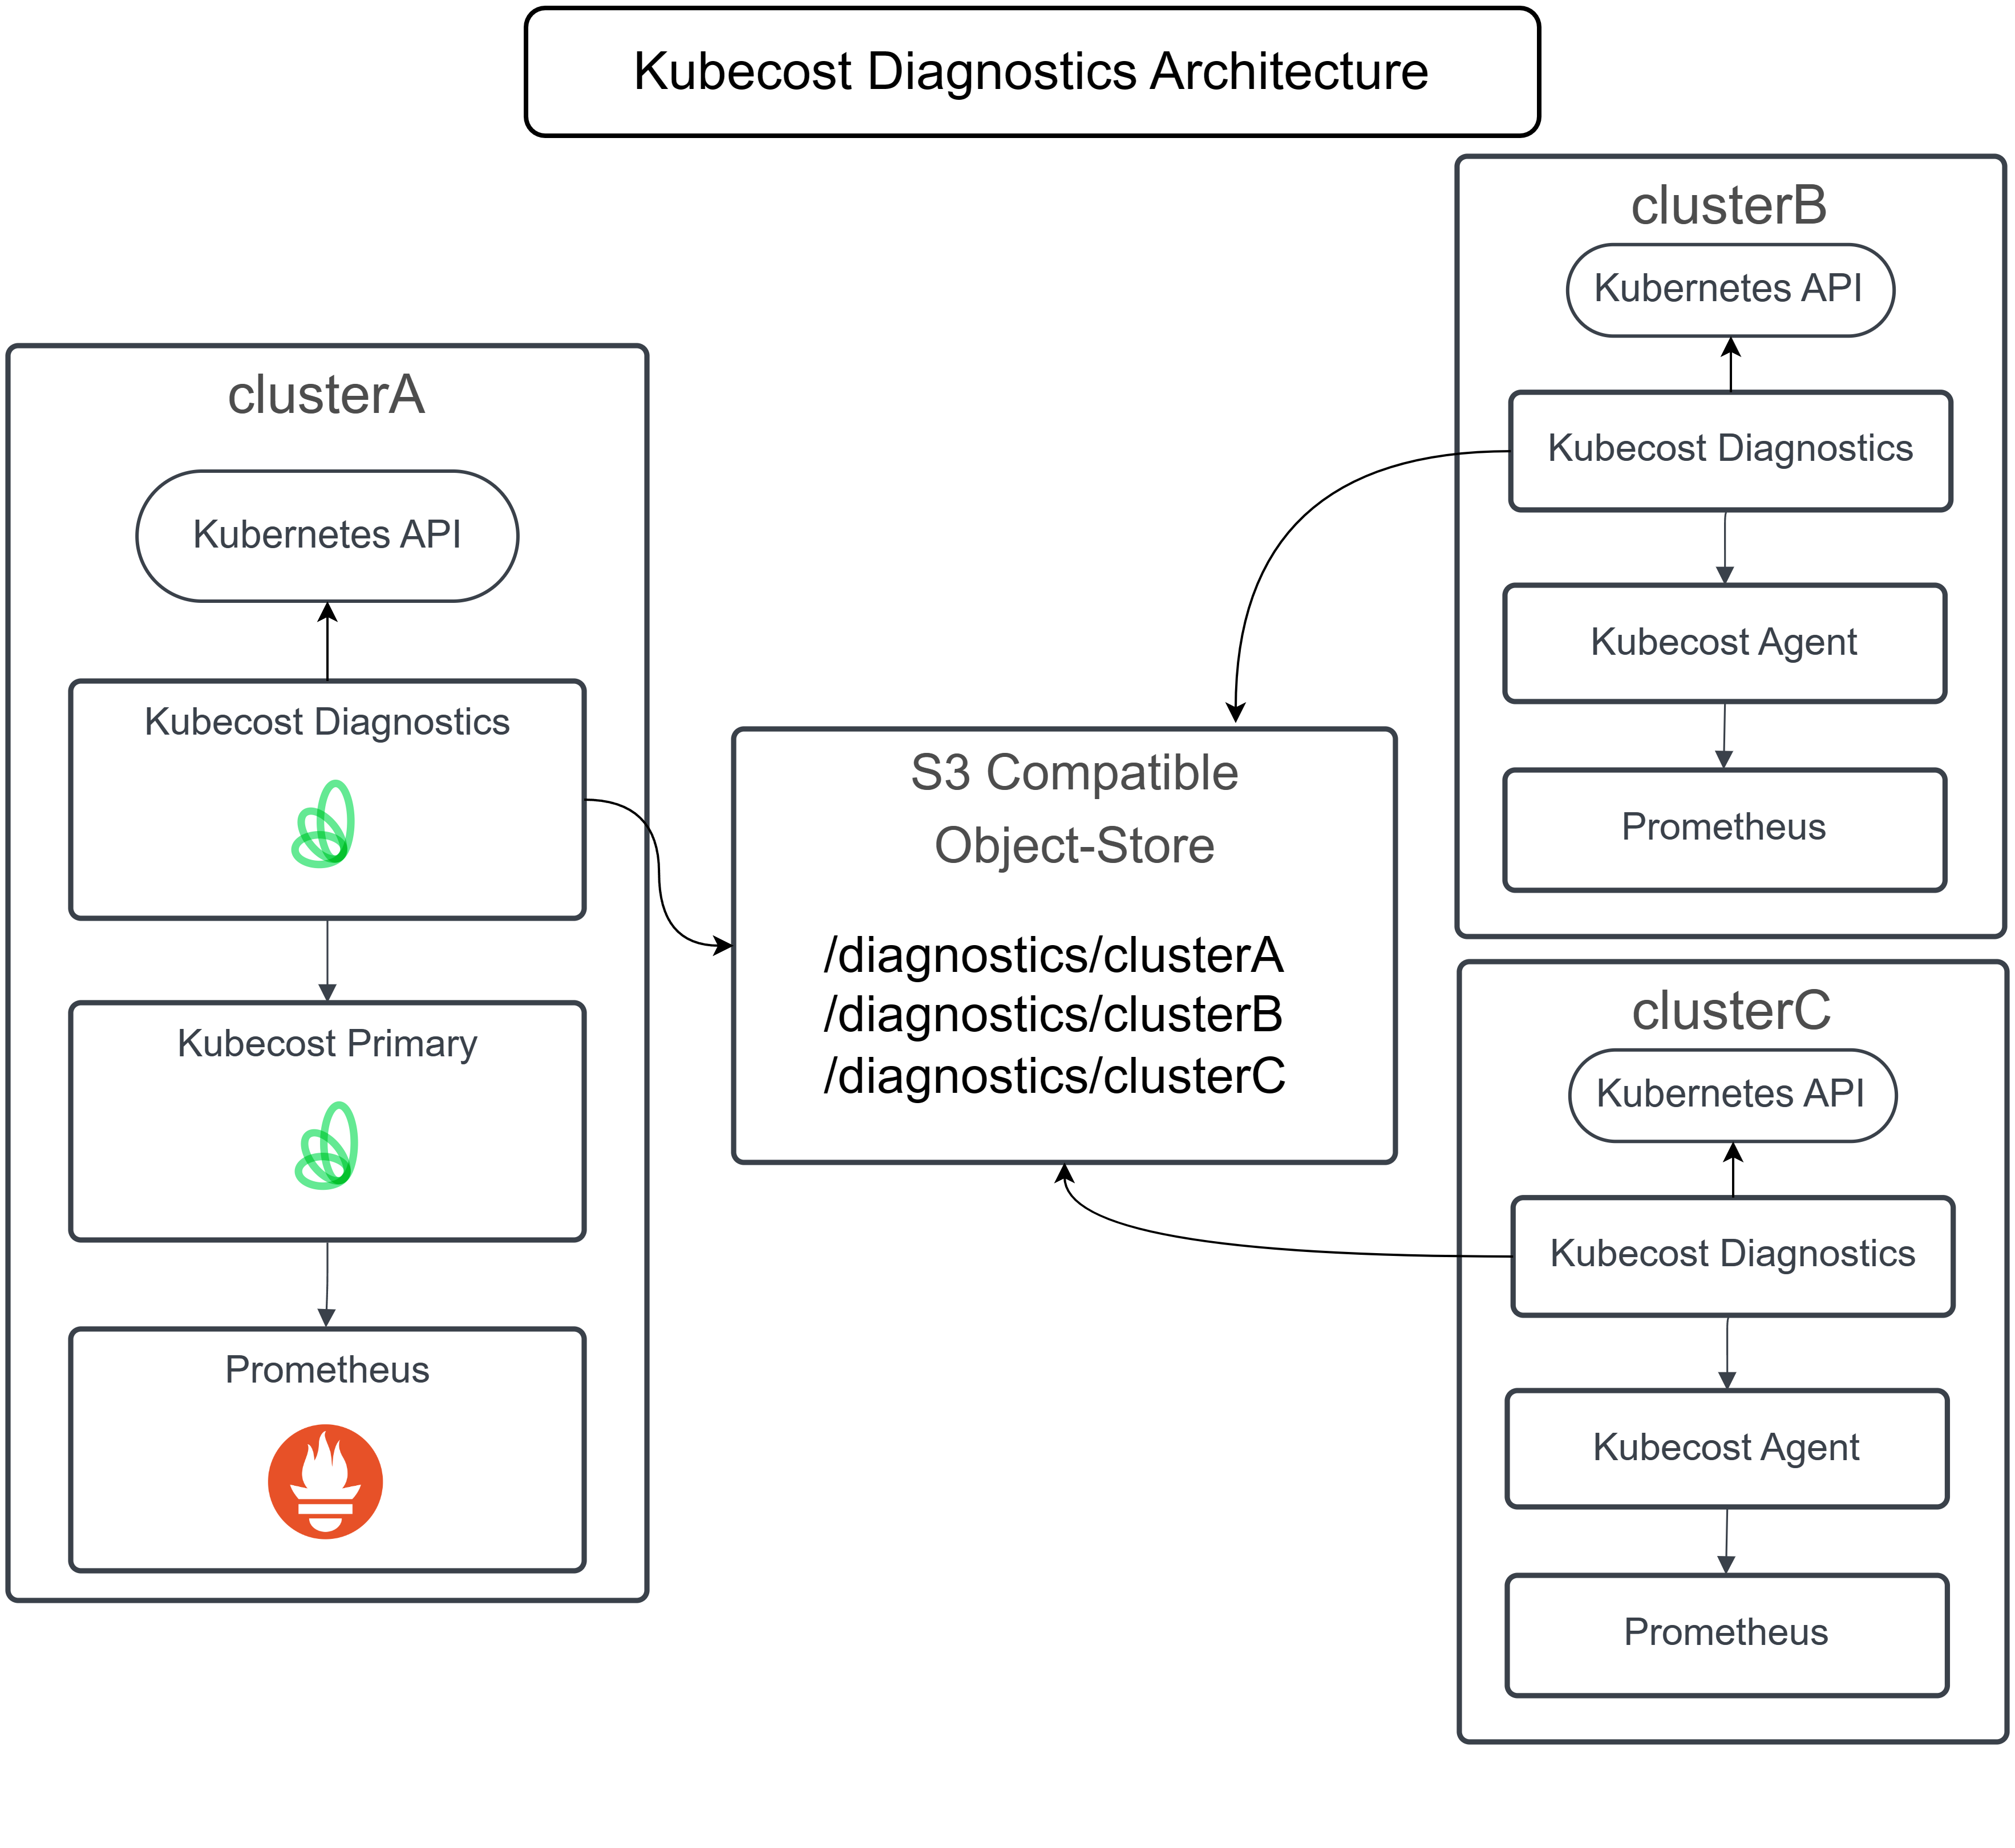 Kubecost Diagnostics Architecture
clusterA
Kubernetes API
Kubecost Diagnostics
Kubecost Primary
Prometheus
S3 Compatible
Object-Store
/diagnostics/clusterA
/diagnostics/clusterB
/diagnostics/clusterC
clusterB
Kubernetes API
Kubecost Diagnostics
Kubecost Agent
Prometheus
clusterC
Kubernetes API
Kubecost Diagnostics
Kubecost Agent
Prometheus